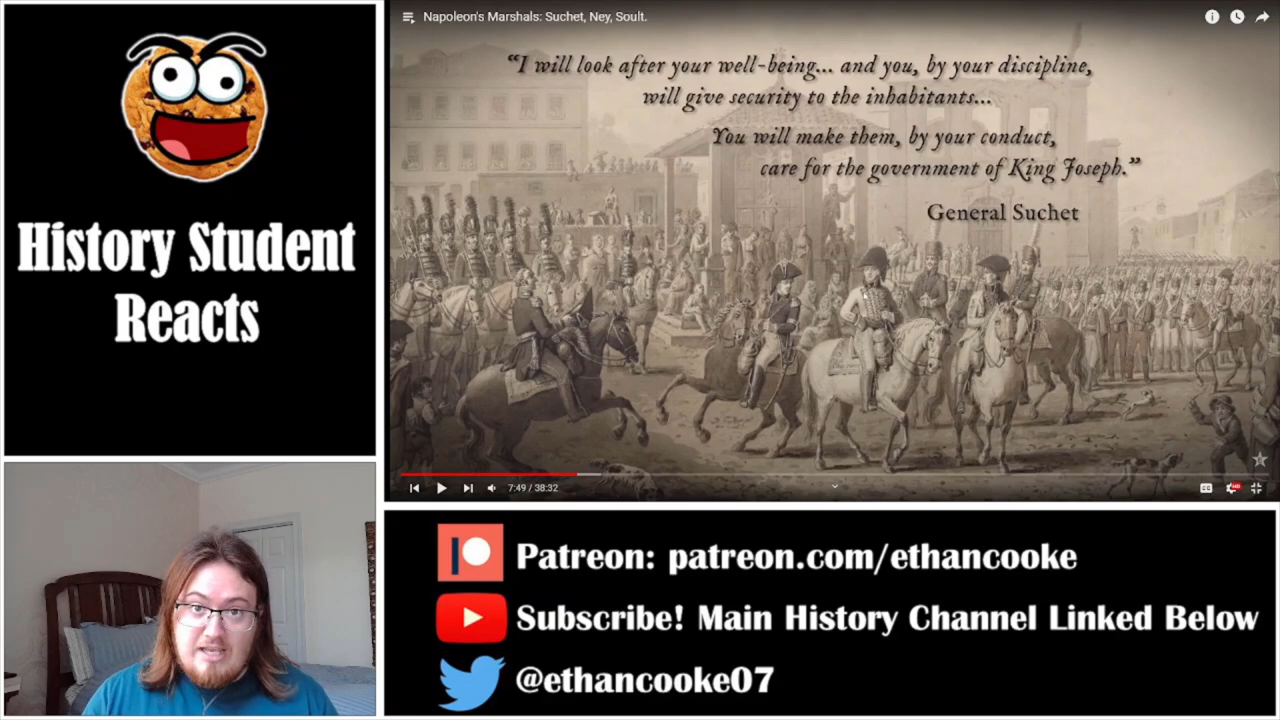 History Student
Reacts
Napoleon's Marshals: Suchet, Ney, Soult.
“I will look after your well-being... and you, by your discipline,
will give security to the inhabitants...
You will make them, by your conduct,
care for the government of King Joseph.”
General Suchet
7:49 / 38:32
CC
HD
Patreon: patreon.com/ethancooke
Subscribe! Main History Channel Linked Below
@ethancooke07